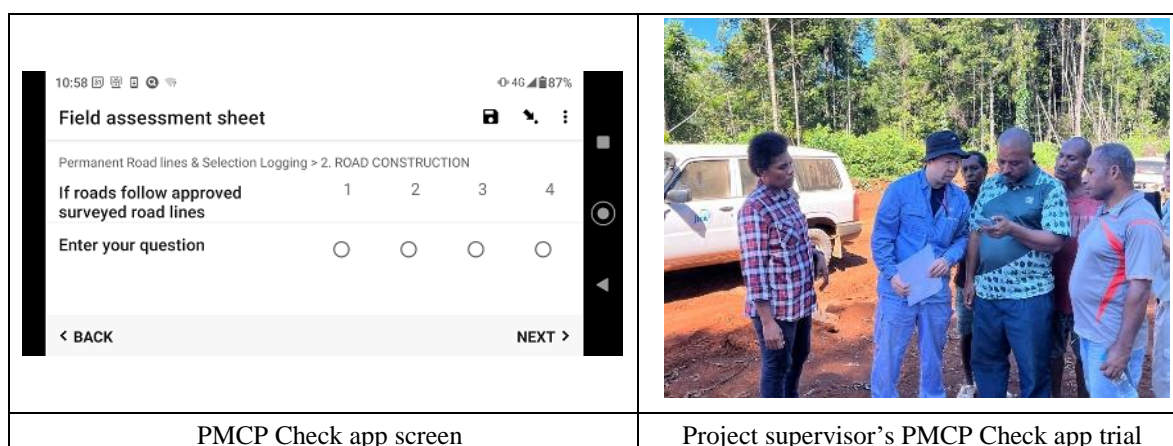 10:58
4G 87%
Field assessment sheet
Permanent Road lines & Selection Logging > 2. ROAD CONSTRUCTION
If roads follow approved
surveyed road lines
1 2 3 4
Enter your question
< BACK
NEXT >
PMCP Check app screen
Project supervisor's PMCP Check app trial